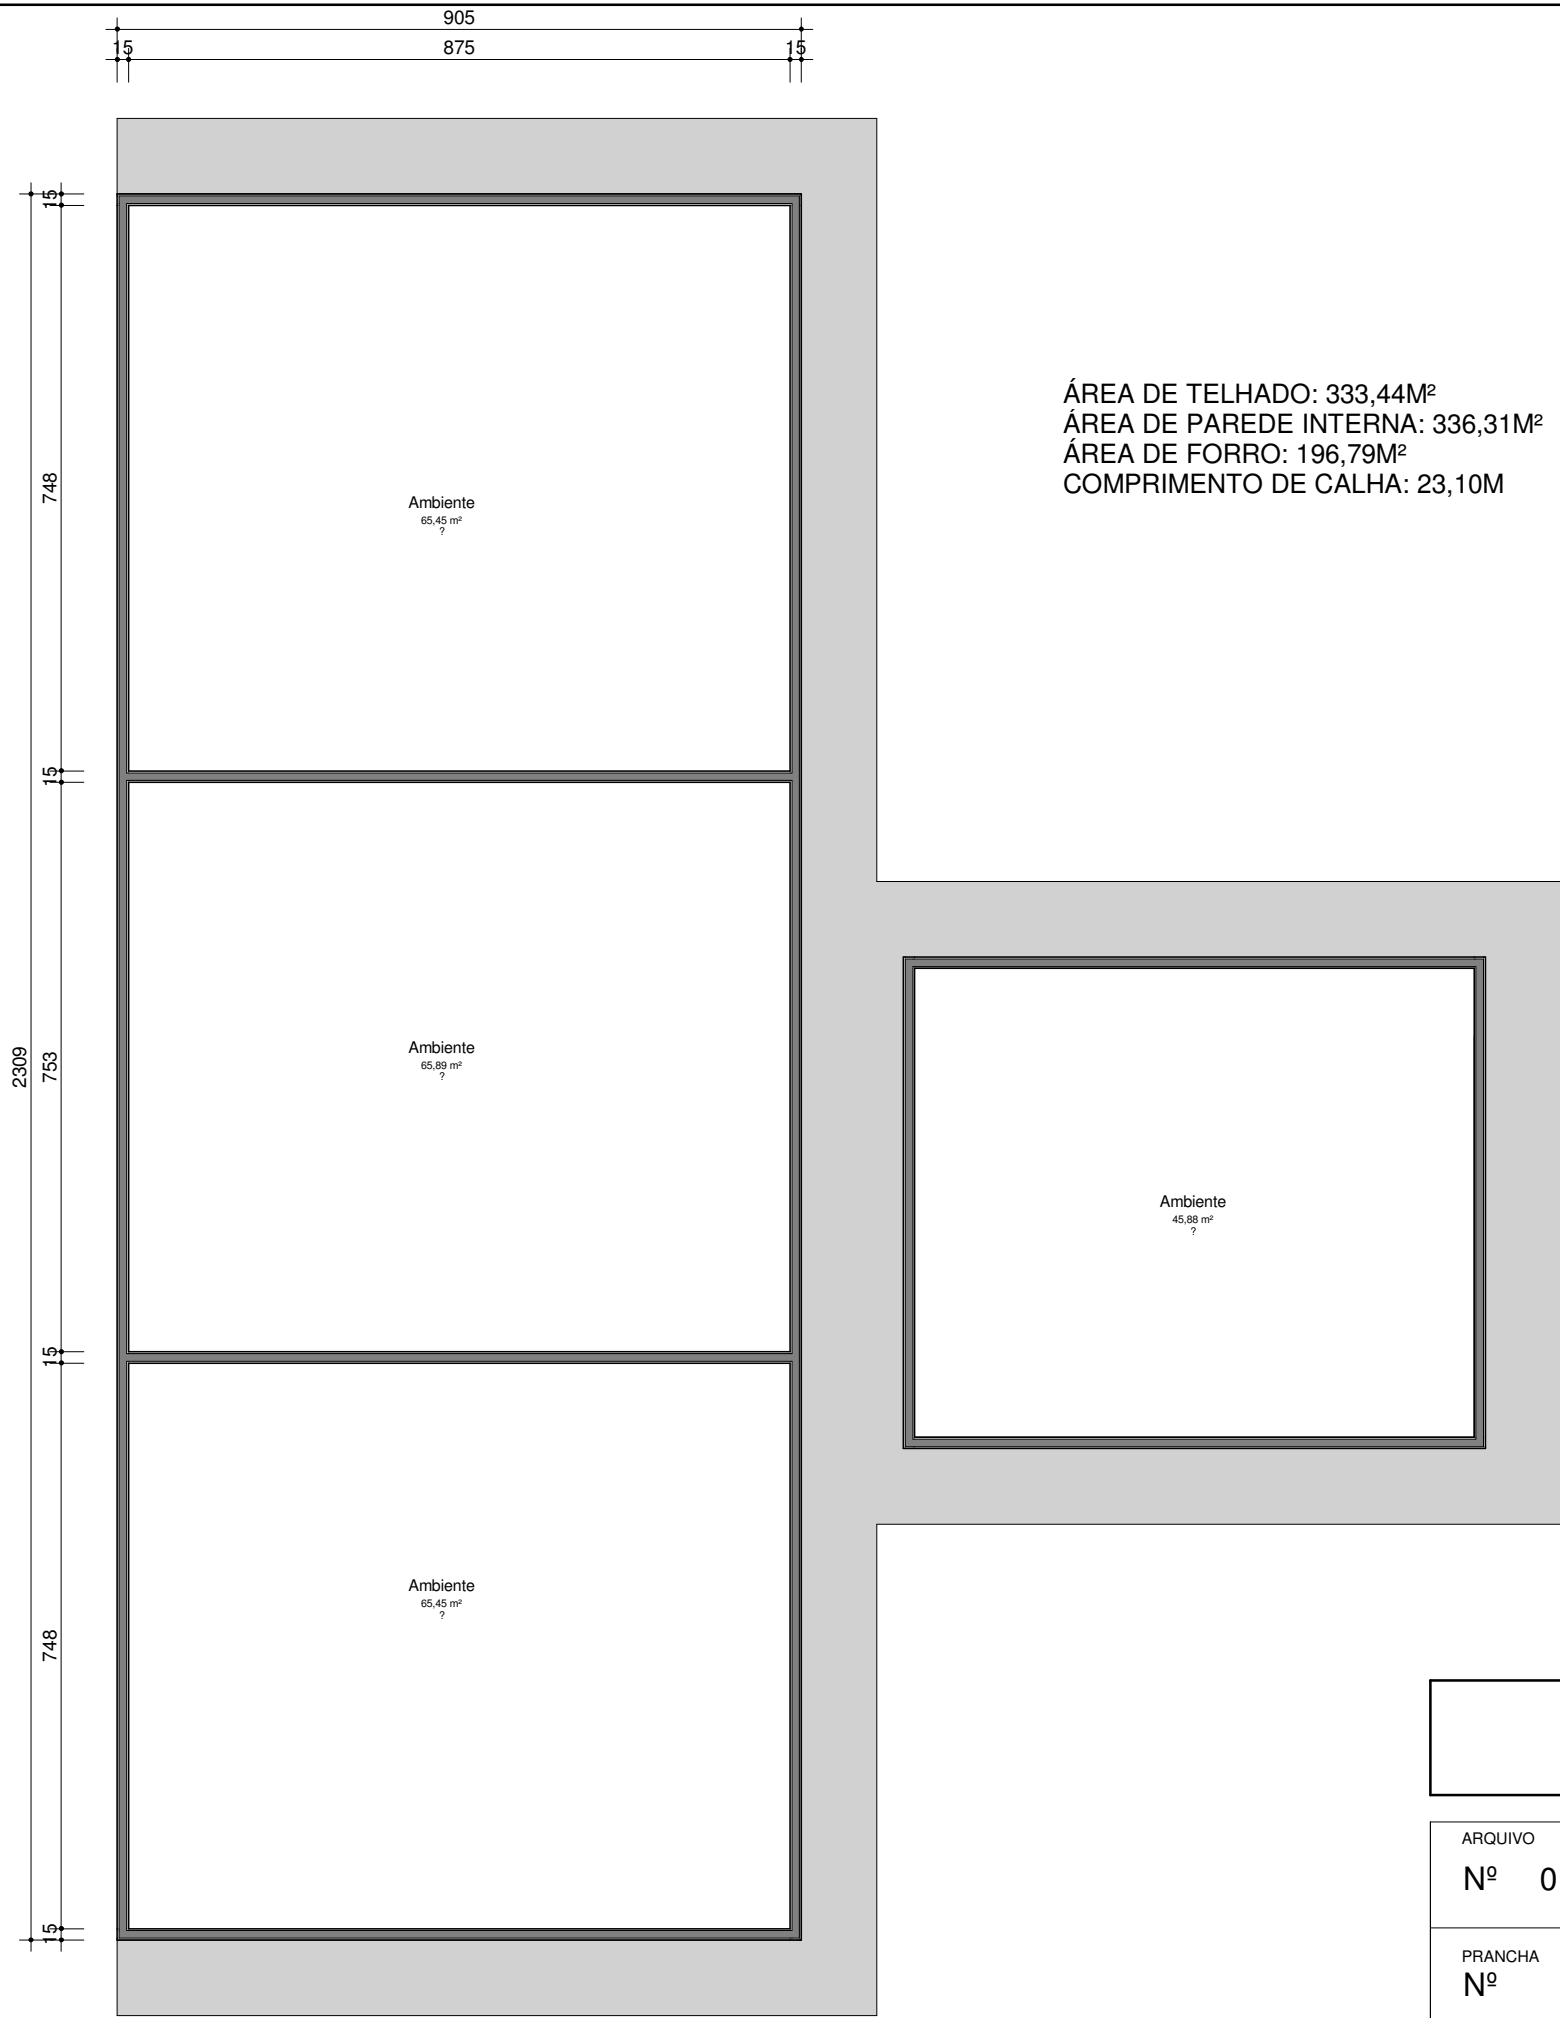 905
15
875
15
15
748
15
2309
753
15
748
15
Ambiente
65,45 m²
?
ÁREA DE TELHADO: 333,44M²
ÁREA DE PAREDE INTERNA: 336,31M²
ÁREA DE FORRO: 196,79M²
COMPRIMENTO DE CALHA: 23,10M
Ambiente
65,89 m²
?
Ambiente
45,88 m²
?
Ambiente
65,45 m²
?
ARQUIVO
Nº 0
PRANCHA
Nº